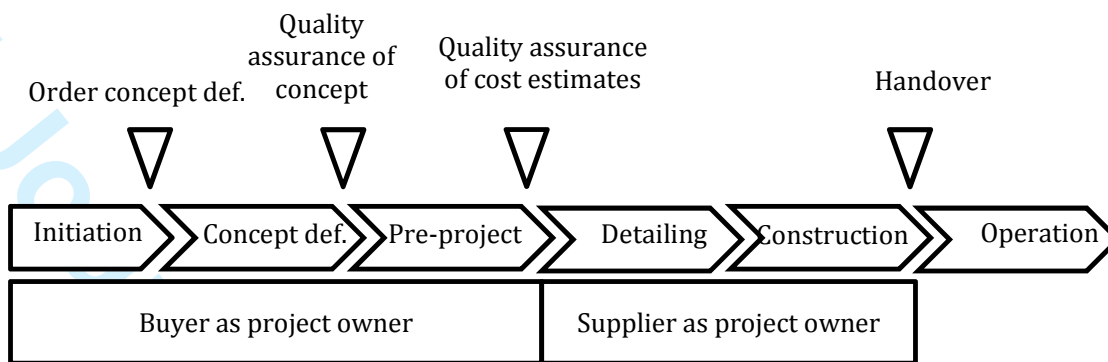 Quality
assurance of
concept
Quality assurance
of cost estimates
Order concept def.
Handover
Initiation
Concept def.
Pre-project
Detailing
Construction
Operation
Buyer as project owner
Supplier as project owner